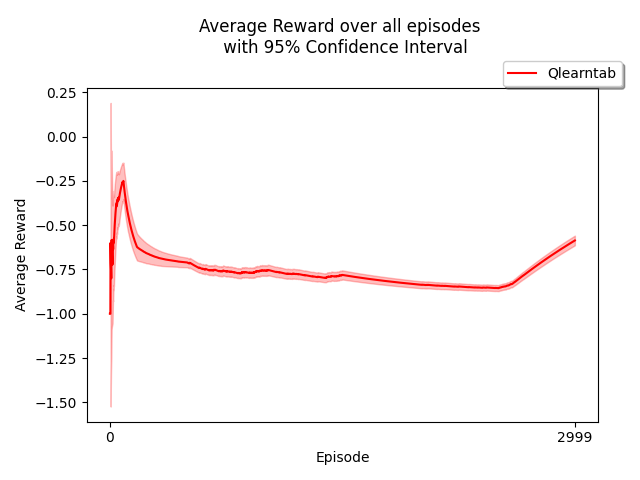 Average Reward over all episodes
with 95% Confidence Interval
Qlearntab
0.25
0.00
−0.25
−0.50
−0.75
−1.00
−1.25
−1.50
Average Reward
0
2999
Episode